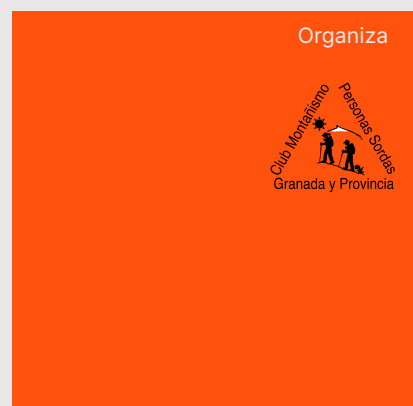 Organiza
Club Montañismo
Personas Sordas
Granada y Provincia